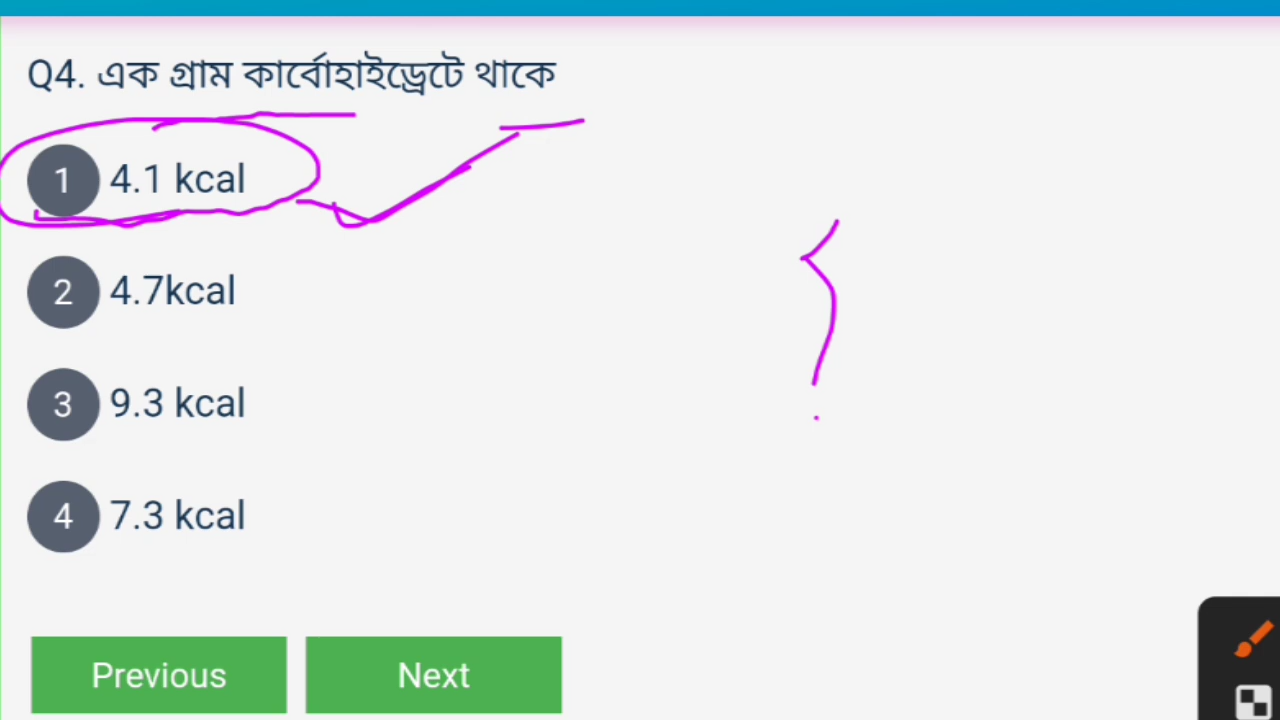 Q4. এক গ্রাম কার্বোহাইড্রেটে থাকে
1 4.1 kcal
2 4.7kcal
3 9.3 kcal
4 7.3 kcal
Previous Next